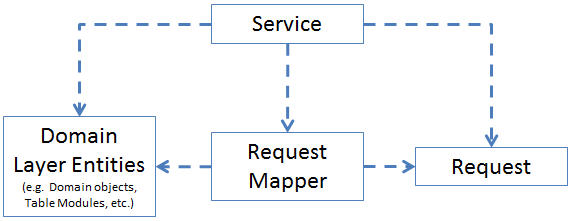 Service
Domain
Layer Entities
(e.g. Domain objects,
Table Modules, etc.)
Request
Mapper
Request